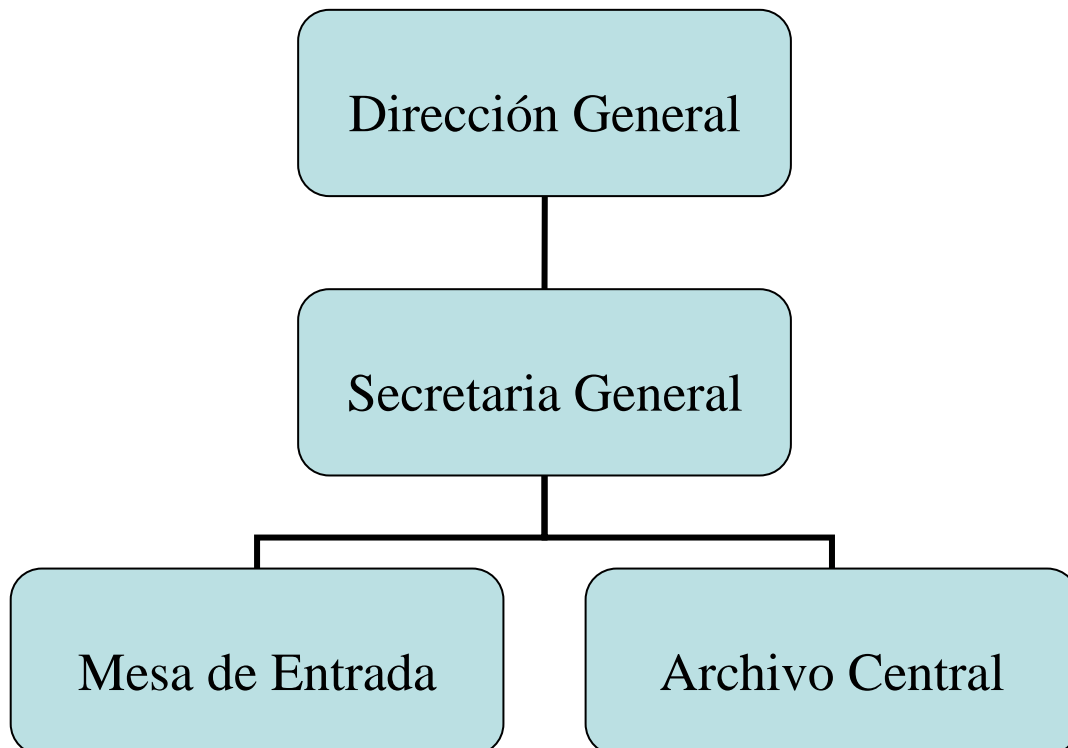 Dirección General
Secretaria General
Mesa de Entrada
Archivo Central